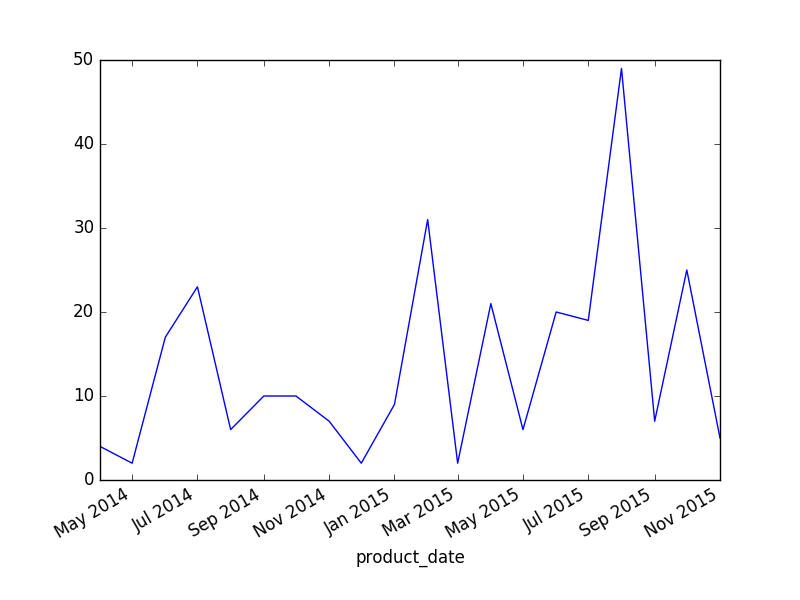 50
40
30
20
10
0
May 2014
Jul 2014
Sep 2014
Nov 2014
Jan 2015
Mar 2015
May 2015
Jul 2015
Sep 2015
Nov 2015
product_date